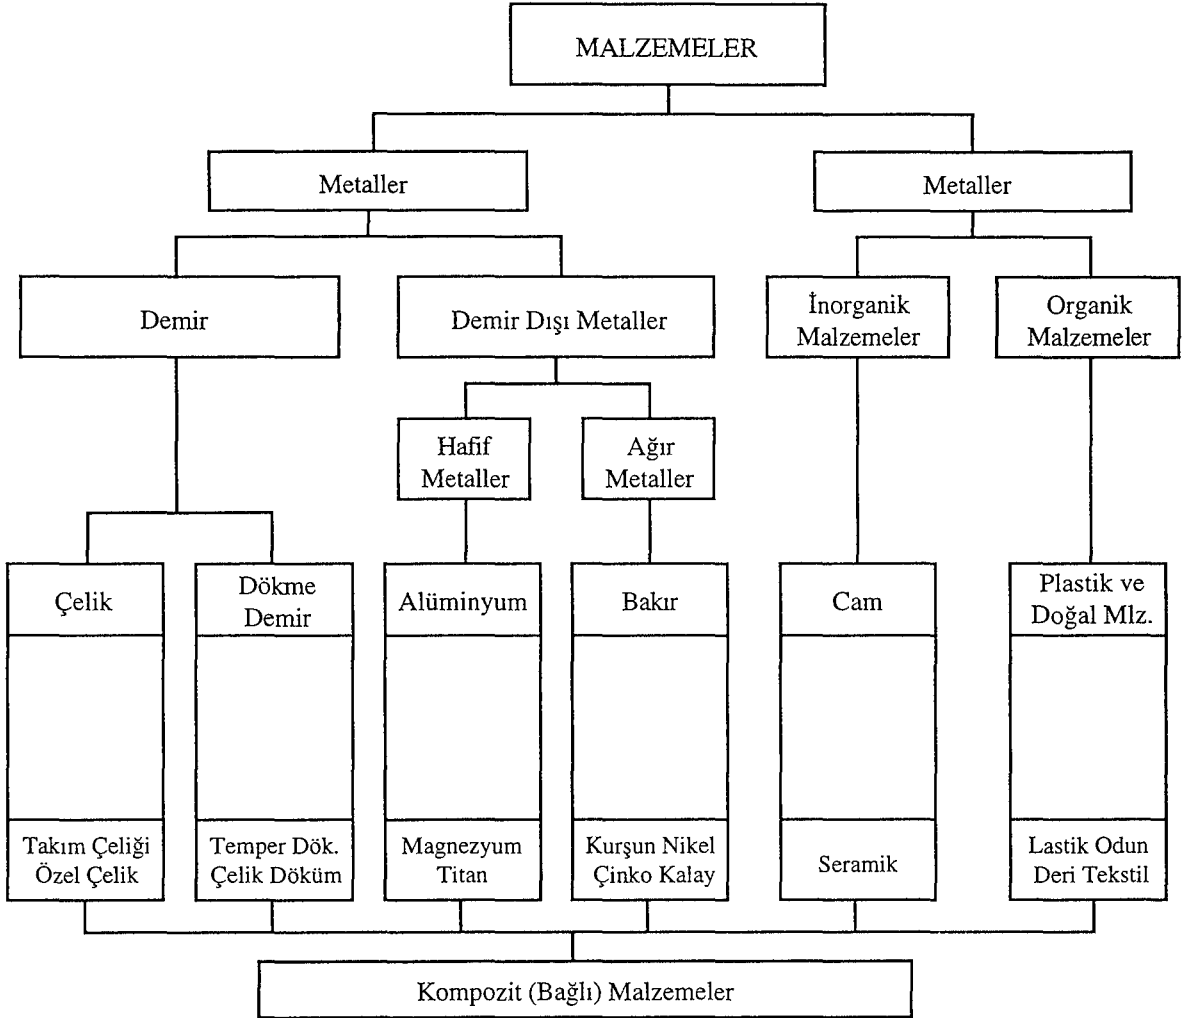 MALZEMELER
Metaller
Metaller
Demir
Demir Dışı Metaller
İnorganik
Malzemeler
Organik
Malzemeler
Hafif
Metaller
Ağır
Metaller
Çelik
Dökme
Demir
Alüminyum
Bakır
Cam
Plastik ve
Doğal Mlz.
Takım Çeliği
Özel Çelik
Temper Dök.
Çelik Döküm
Magnezyum
Titan
Kurşun Nikel
Çinko Kalay
Seramik
Lastik Odun
Deri Tekstil
Kompozit (Bağlı) Malzemeler